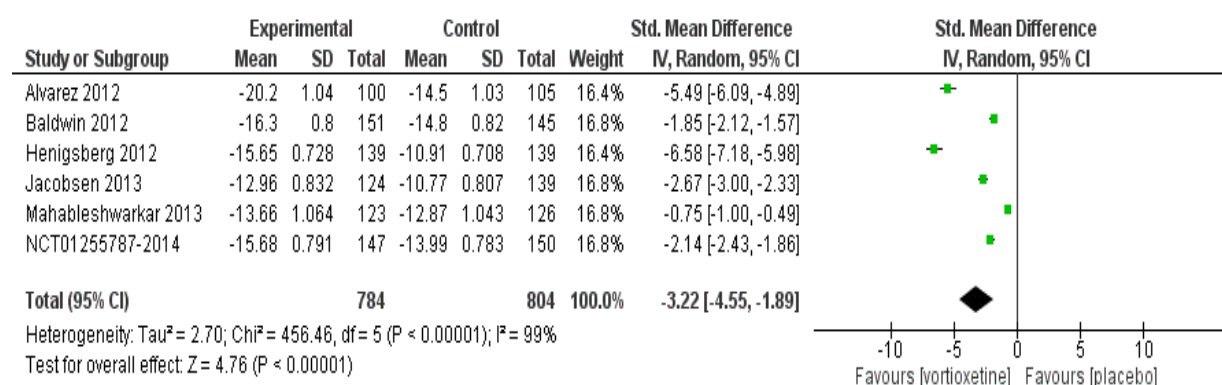 Experimental Control Std. Mean Difference Std. Mean Difference
Study or Subgroup Mean SD Total Mean SD Total Weight IV, Random, 95% CI IV, Random, 95% CI
Alvarez 2012 -20.2 1.04 100 -14.5 1.03 105 16.4% -5.49 [-6.09, -4.89]
Baldwin 2012 -16.3 0.8 151 -14.8 0.82 145 16.8% -1.85 [-2.12, -1.57]
Henigsberg 2012 -15.65 0.728 139 -10.91 0.708 139 16.4% -6.58 [-7.18, -5.98]
Jacobsen 2013 -12.96 0.832 124 -10.77 0.807 139 16.8% -2.67 [-3.00, -2.33]
Mahableshwarkar 2013 -13.66 1.064 123 -12.87 1.043 126 16.8% -0.75 [-1.00, -0.49]
NCT01255787-2014 -15.68 0.791 147 -13.99 0.783 150 16.8% -2.14 [-2.43, -1.86]
Total (95% CI) 784 804 100.0% -3.22 [-4.55, -1.89]
Heterogeneity: Tau² = 2.70; Chi² = 456.46, df = 5 (P < 0.00001); I² = 99%
Test for overall effect: Z = 4.76 (P < 0.00001)
-10 -5 0 5 10
Favours [vortioxetine] Favours [placebo]